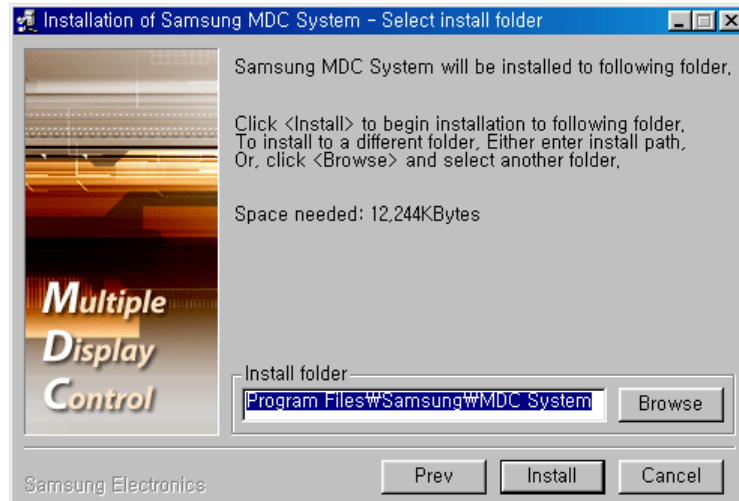 Installation of Samsung MDC System - Select install folder
Samsung MDC System will be installed to following folder,
Click <Install> to begin installation to following folder,
To install to a different folder, Either enter install path,
Or, click <Browse> and select another folder,
Space needed: 12,244KBytes
Multiple
Display
Control
Install folder
Program Files₩Samsung₩MDC System
Browse
Samsung Electronics
Prev
Install
Cancel